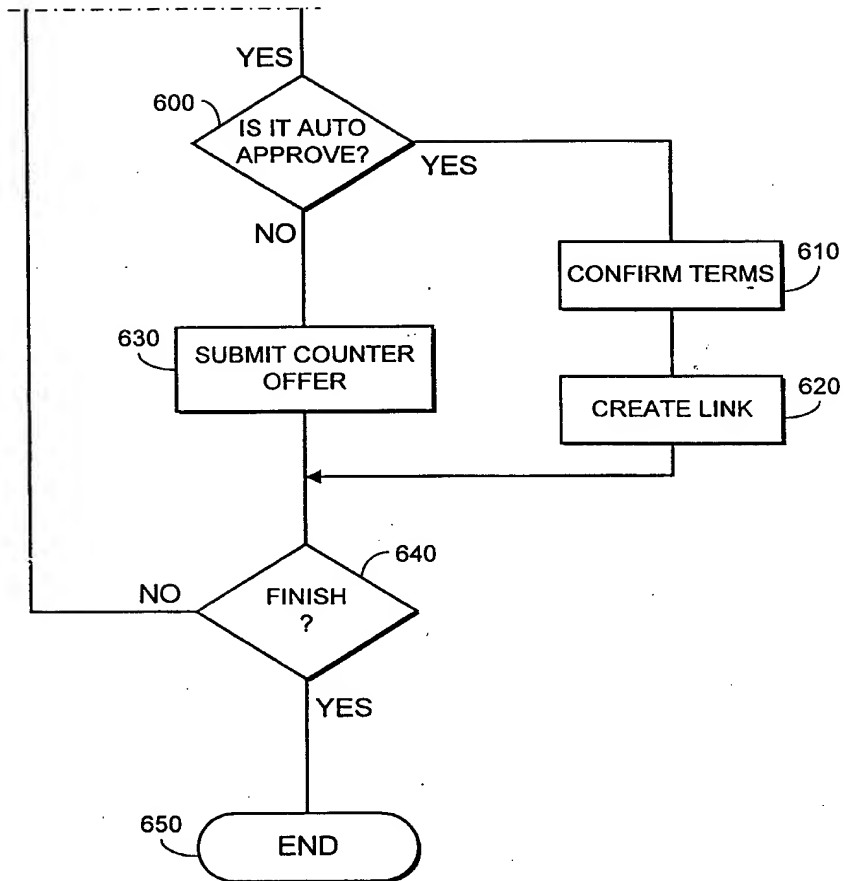 YES
600
IS IT AUTO
APPROVE?
YES
NO
610
CONFIRM TERMS
630
SUBMIT COUNTER
OFFER
620
CREATE LINK
640
NO
FINISH
?
YES
650
END